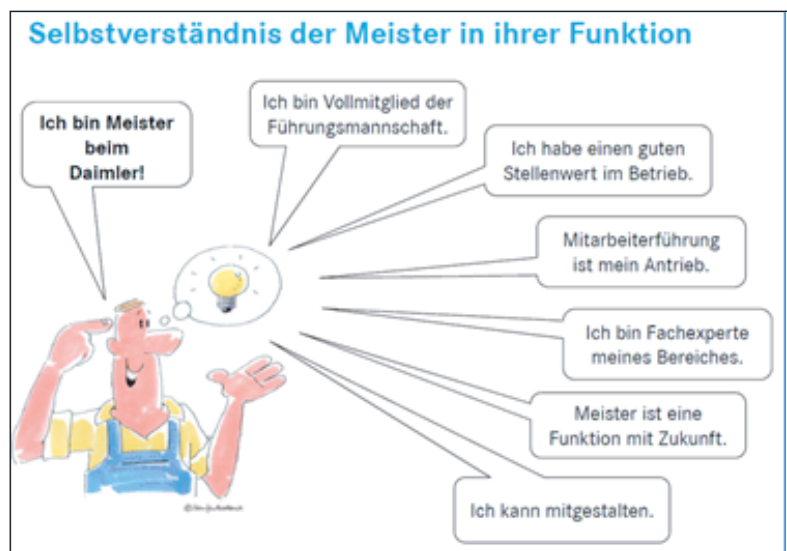 Selbstverständnis der Meister in ihrer Funktion
Ich bin Meister
beim
Daimler!
Ich bin Vollmitglied der
Führungsmannschaft.
Ich habe einen guten
Stellenwert im Betrieb.
Mitarbeiterführung
ist mein Antrieb.
Ich bin Fachexperte
meines Bereiches.
Meister ist eine
Funktion mit Zukunft.
Ich kann mitgestalten.